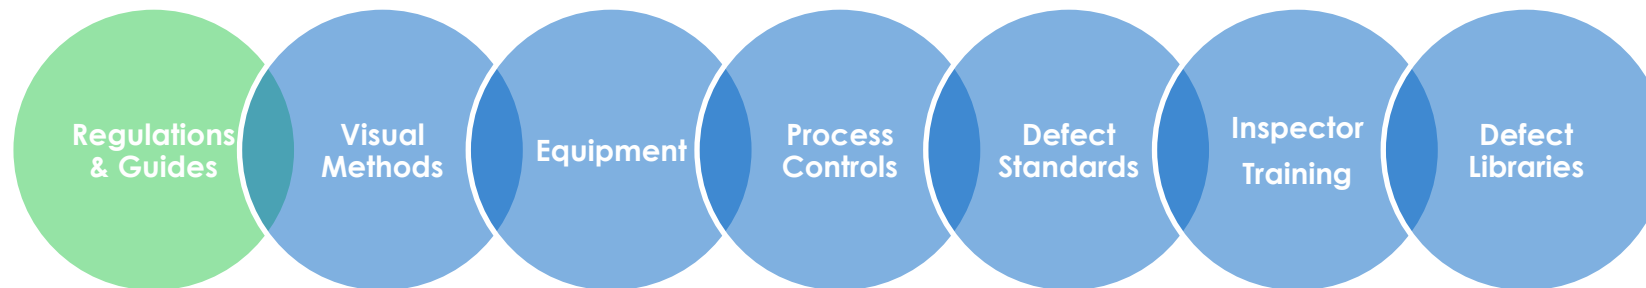 Regulations
& Guides
Visual
Methods
Equipment
Process
Controls
Defect
Standards
Inspector
Training
Defect
Libraries